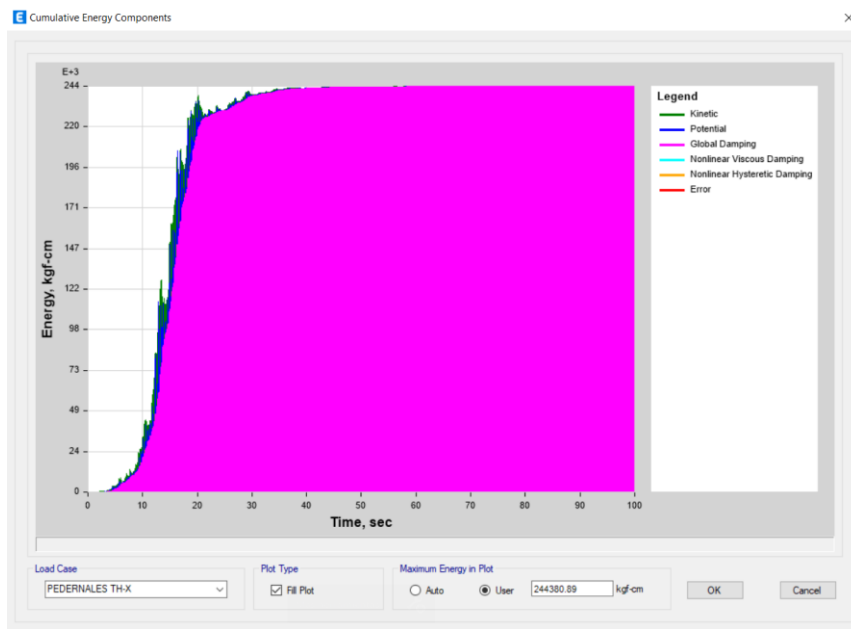 E Cumulative Energy Components
E+3
244
220
196
171
147
122
98
73
49
24
0
Energy, kgf-cm
0 10 20 30 40 50 60 70 80 90 100
Time, sec
Legend
Kinetic
Potential
Global Damping
Nonlinear Viscous Damping
Nonlinear Hysteretic Damping
Error
Load Case
PEDERNALES TH-X
Plot Type
Fill Plot
Maximum Energy in Plot
Auto User 244380.89 kgf-cm
OK Cancel